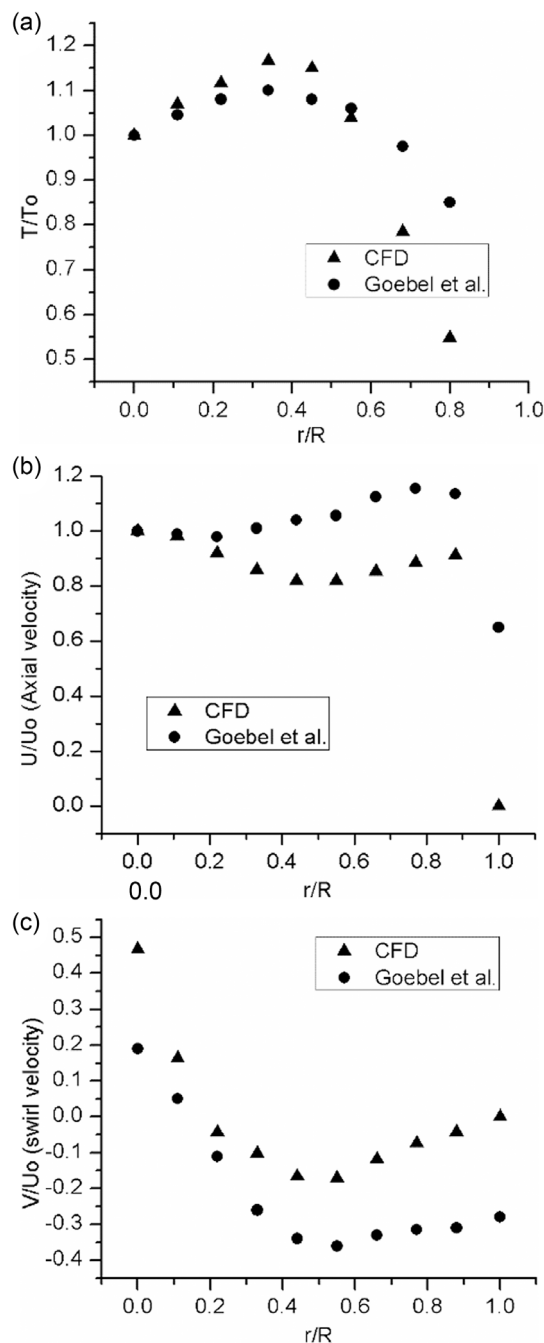 (a)
1.2
1.1
1.0
0.9
0.8
0.7
0.6
0.5
T/To
CFD
Goebel et al.
0.0 0.2 0.4 0.6 0.8 1.0
r/R
(b)
1.2
1.0
0.8
0.6
0.4
0.2
0.0
U/Uo (Axial velocity)
CFD
Goebel et al.
0.0 0.2 0.4 0.6 0.8 1.0
0.0
r/R
(c)
0.5
0.4
0.3
0.2
0.1
0.0
-0.1
-0.2
-0.3
-0.4
V/Uo (swirl velocity)
CFD
Goebel et al.
0.0 0.2 0.4 0.6 0.8 1.0
r/R